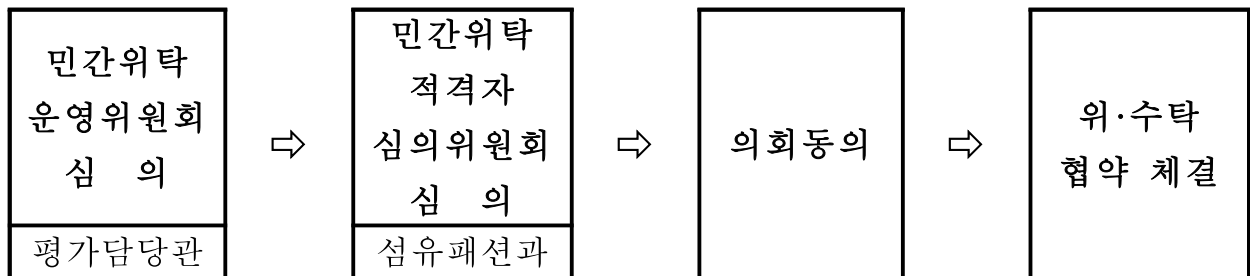 민간위탁
운영위원회
심 의
평가담당관
⇨
민간위탁
적격자
심의위원회
심 의
섬유패션과
⇨
의회동의
⇨
위·수탁
협약 체결